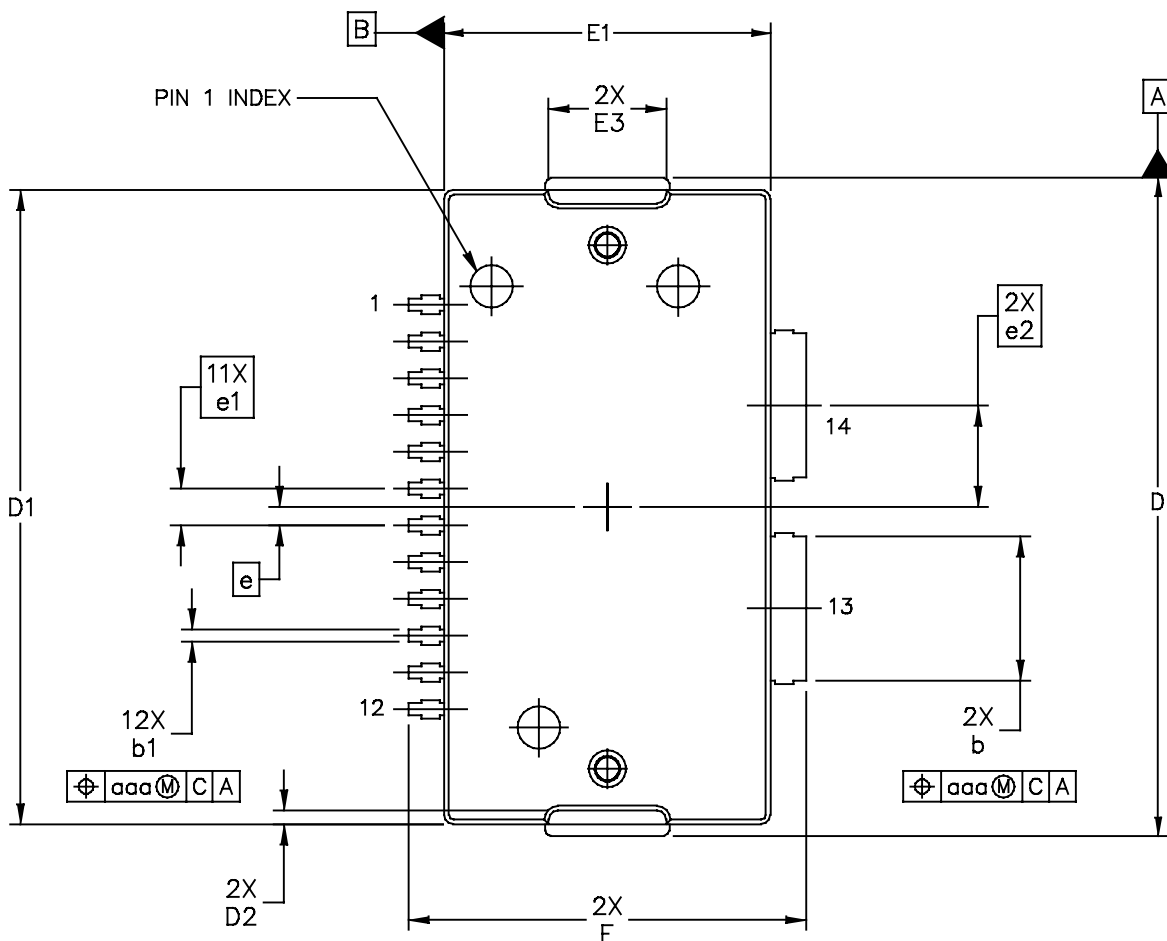 B
E1
PIN 1 INDEX
2X
E3
A
1
2X
e2
11X
e1
14
D1
D
e
13
12X
b1
12
2X
b
⌖ aaa Ⓜ C A
⌖ aaa Ⓜ C A
2X
D2
2X
F